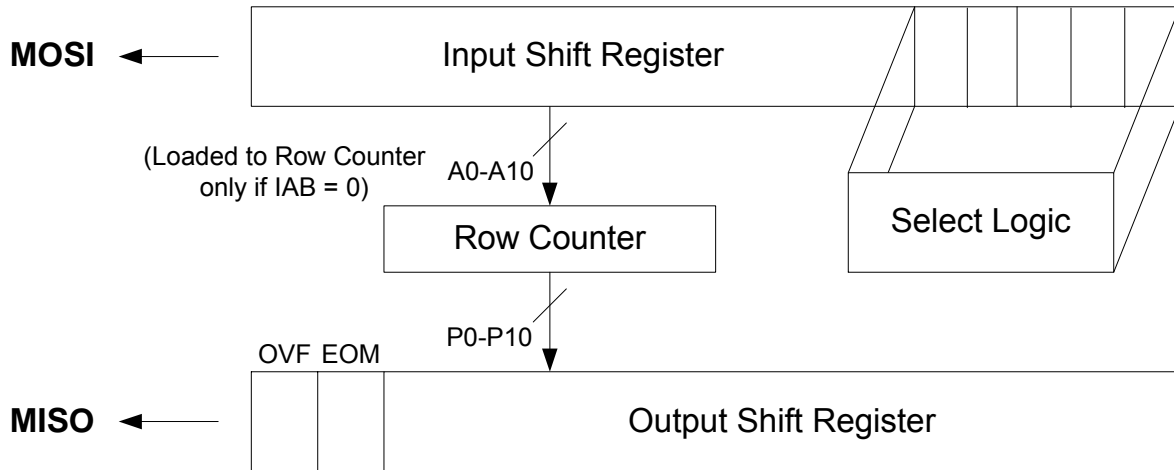 MOSI
Input Shift Register
(Loaded to Row Counter
only if IAB = 0)
A0-A10
Row Counter
Select Logic
P0-P10
OVF EOM
MISO
Output Shift Register